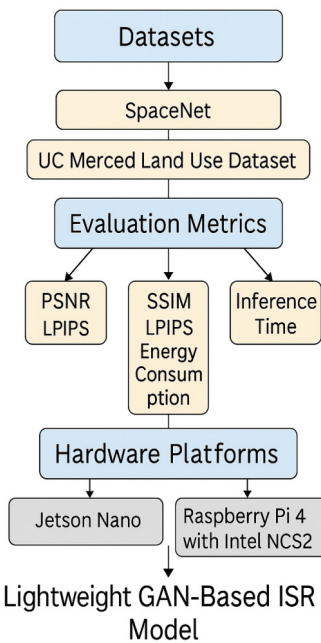 Datasets
SpaceNet
UC Merced Land Use Dataset
Evaluation Metrics
PSNR
LPIPS
SSIM
LPIPS
Energy
Consum
ption
Inference
Time
Hardware Platforms
Jetson Nano
Raspberry Pi 4
with Intel NCS2
Lightweight GAN-Based ISR
Model